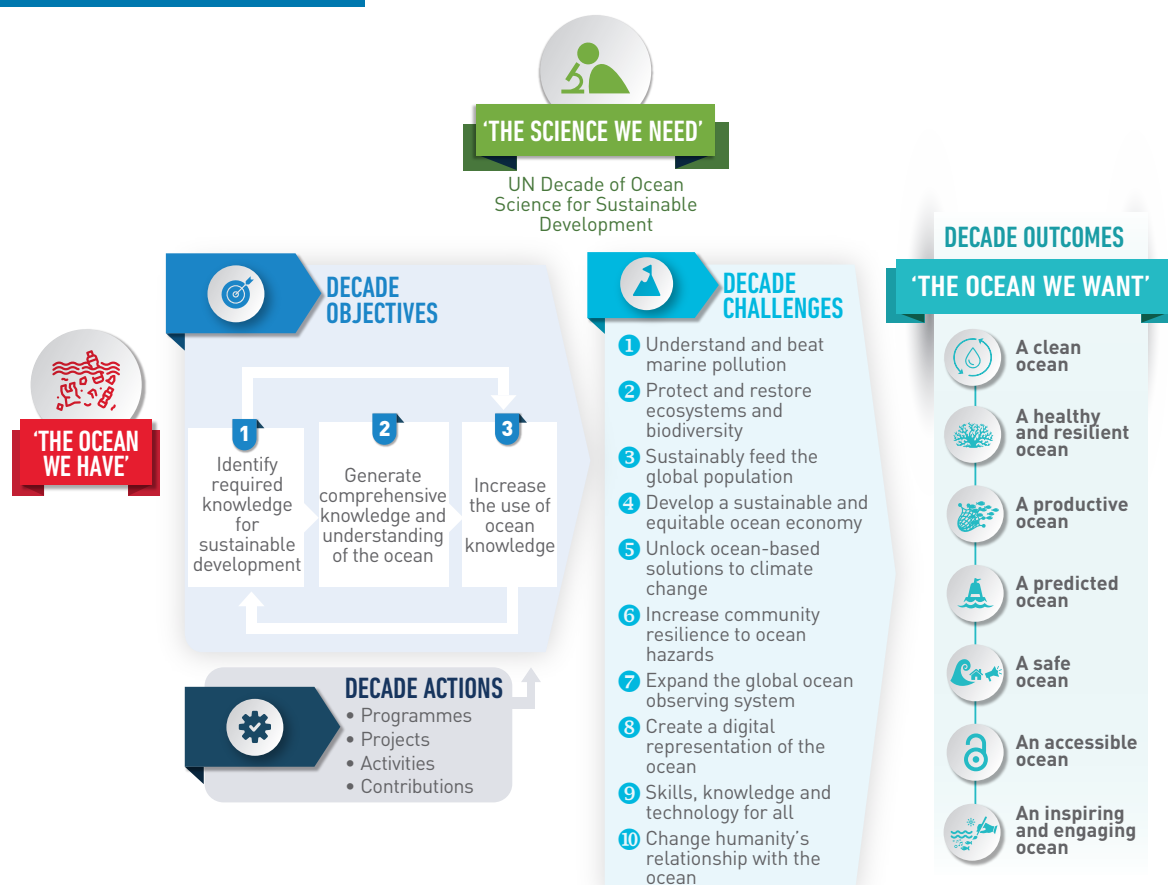 ‘THE SCIENCE WE NEED’
UN Decade of Ocean
Science for Sustainable
Development
‘THE OCEAN
WE HAVE’
DECADE
OBJECTIVES
1
Identify
required
knowledge
for
sustainable
development
2
Generate
comprehensive
knowledge and
understanding
of the ocean
3
Increase
the use of
ocean
knowledge
DECADE ACTIONS
• Programmes
• Projects
• Activities
• Contributions
DECADE
CHALLENGES
1 Understand and beat
marine pollution
2 Protect and restore
ecosystems and
biodiversity
3 Sustainably feed the
global population
4 Develop a sustainable and
equitable ocean economy
5 Unlock ocean-based
solutions to climate
change
6 Increase community
resilience to ocean
hazards
7 Expand the global ocean
observing system
8 Create a digital
representation of the
ocean
9 Skills, knowledge and
technology for all
10 Change humanity’s
relationship with the
ocean
DECADE OUTCOMES
‘THE OCEAN WE WANT’
A clean
ocean
A healthy
and resilient
ocean
A productive
ocean
A predicted
ocean
A safe
ocean
An accessible
ocean
An inspiring
and engaging
ocean